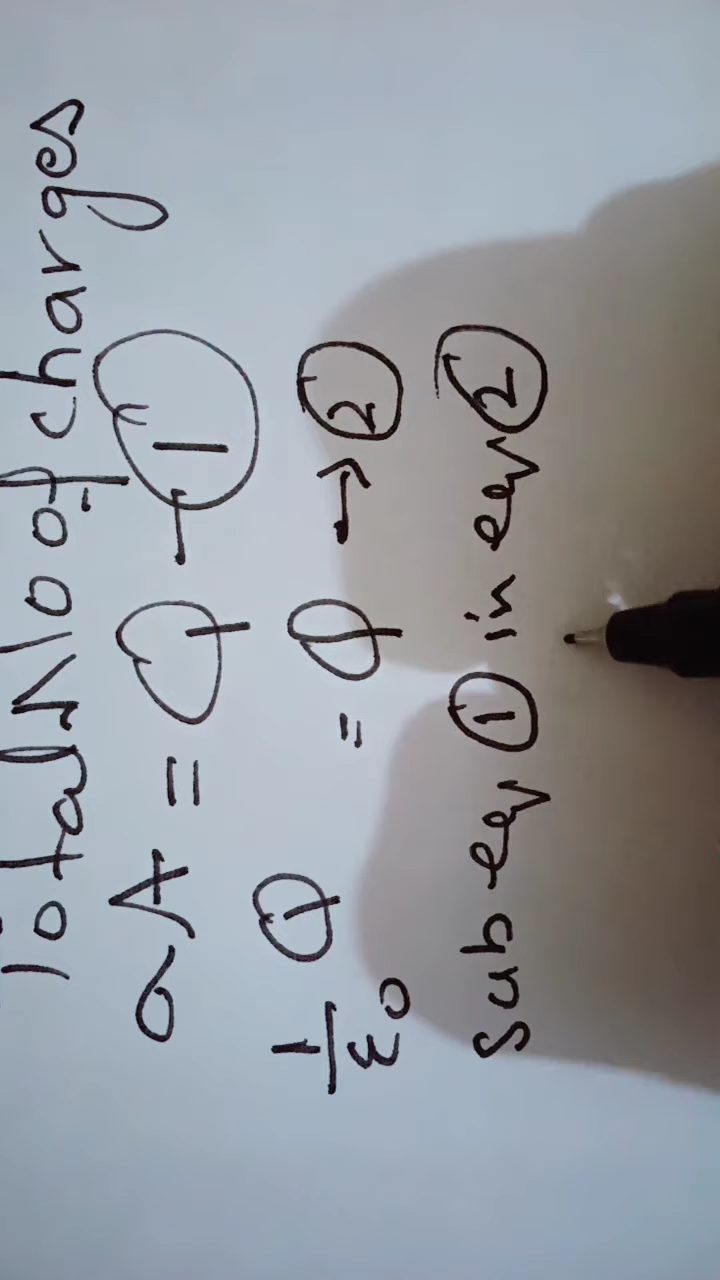 Total No of charges
σA = Q → ①
1/ε0 Q = φ → ②
Sub eq ① in eq ②